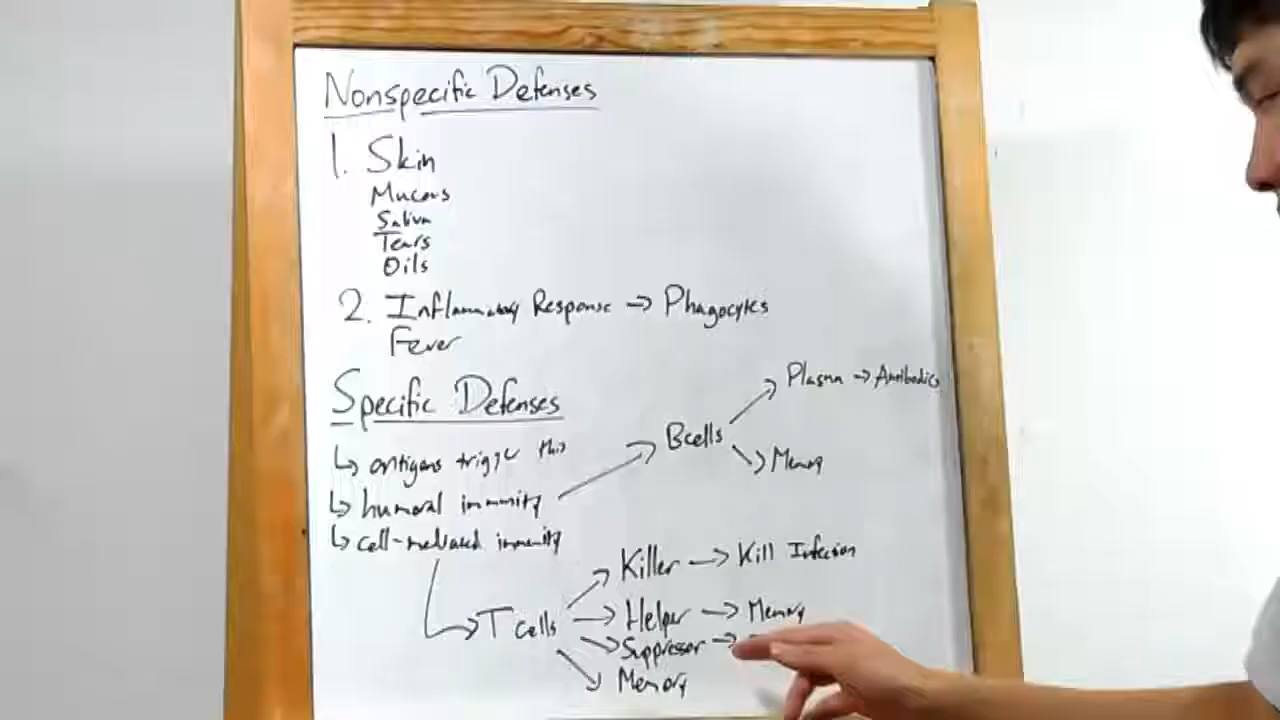 Nonspecific Defenses
1. Skin
Mucous
Saliva
Tears
Oils
2. Inflammatory Response → Phagocytes
Fever
Specific Defenses
↳ antigens trigger this
↳ humoral immunity → B cells
→ Plasma → Antibodies
→ Memory
↳ cell-mediated immunity
→ T cells
→ Killer → Kill Infection
→ Helper → Memory
→ Suppressor →
→ Memory